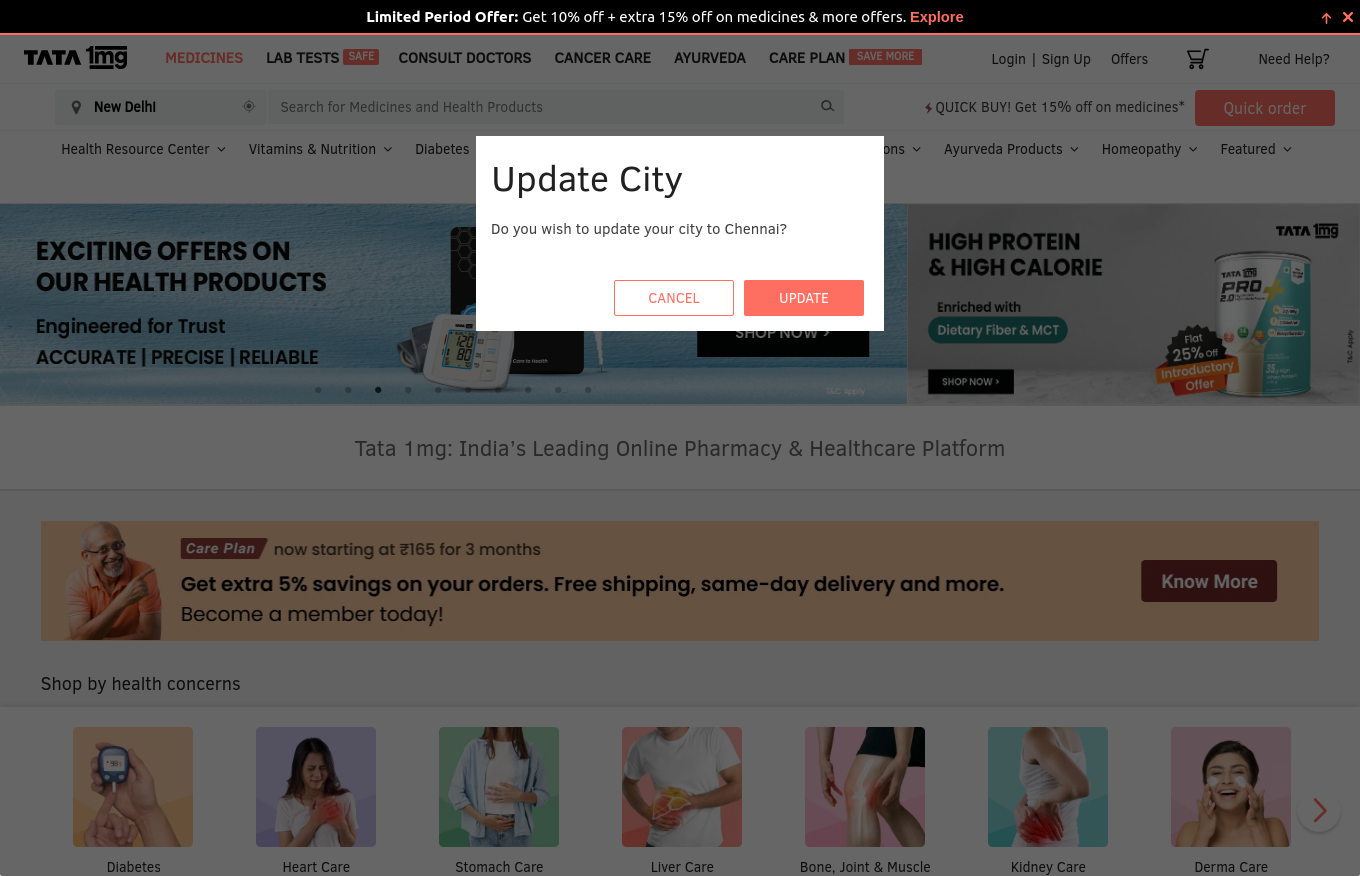 Limited Period Offer: Get 10% off + extra 15% off on medicines & more offers. Explore
TATA 1mg
MEDICINES LAB TESTS SAFE CONSULT DOCTORS CANCER CARE AYURVEDA CARE PLAN SAVE MORE
Login | Sign Up Offers Need Help?
New Delhi
Search for Medicines and Health Products
QUICK BUY! Get 15% off on medicines*
Quick order
Health Resource Center Vitamins & Nutrition Diabetes
Ayurveda Products Homeopathy Featured
Update City
Do you wish to update your city to Chennai?
CANCEL UPDATE
EXCITING OFFERS ON
OUR HEALTH PRODUCTS
Engineered for Trust
ACCURATE | PRECISE | RELIABLE
SHOP NOW >
T&C Apply
HIGH PROTEIN
& HIGH CALORIE
Enriched with
Dietary Fiber & MCT
SHOP NOW >
TATA 1mg
TATA 1mg
PRO+
2.0
Flat
25% off
Introductory
Offer
T&C Apply
Tata 1mg: India's Leading Online Pharmacy & Healthcare Platform
Care Plan now starting at ₹165 for 3 months
Get extra 5% savings on your orders. Free shipping, same-day delivery and more.
Become a member today!
Know More
Shop by health concerns
Diabetes
Heart Care
Stomach Care
Liver Care
Bone, Joint & Muscle
Kidney Care
Derma Care